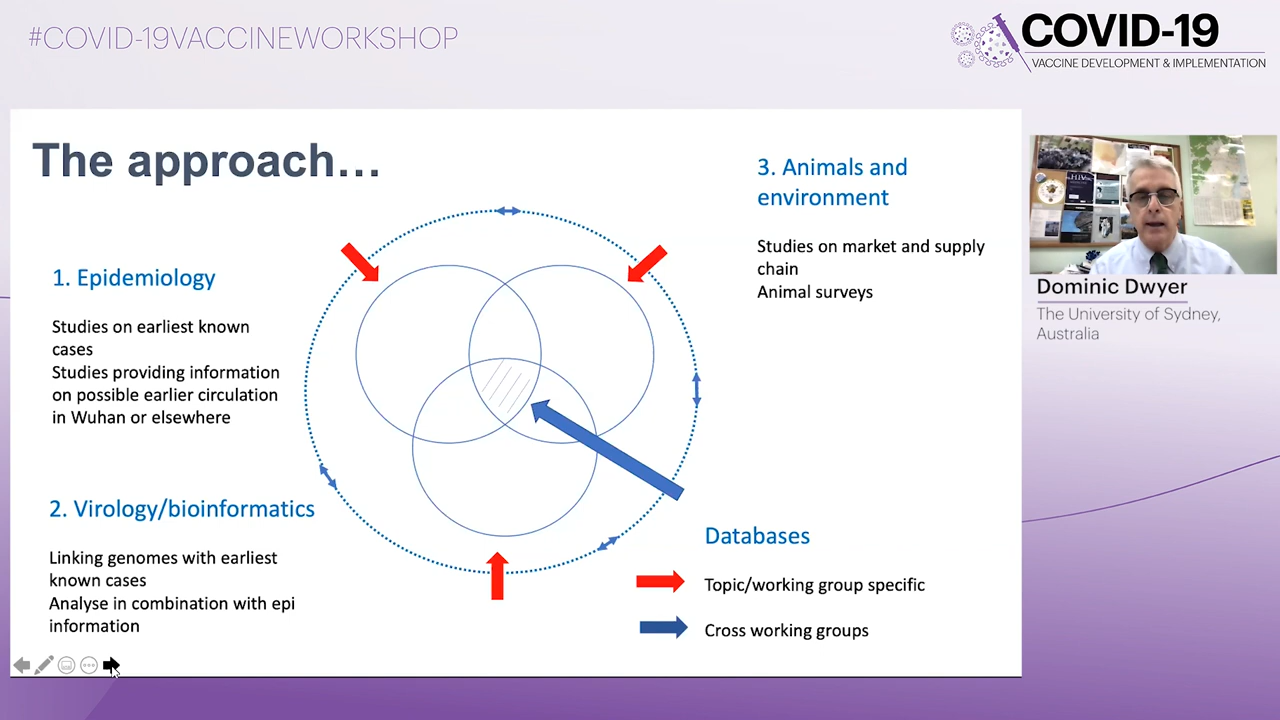 #COVID-19VACCINEWORKSHOP
COVID-19
VACCINE DEVELOPMENT & IMPLEMENTATION
The approach...
1. Epidemiology
Studies on earliest known
cases
Studies providing information
on possible earlier circulation
in Wuhan or elsewhere
2. Virology/bioinformatics
Linking genomes with earliest
known cases
Analyse in combination with epi
information
3. Animals and
environment
Studies on market and supply
chain
Animal surveys
Databases
Topic/working group specific
Cross working groups
HIV
Dominic Dwyer
The University of Sydney,
Australia